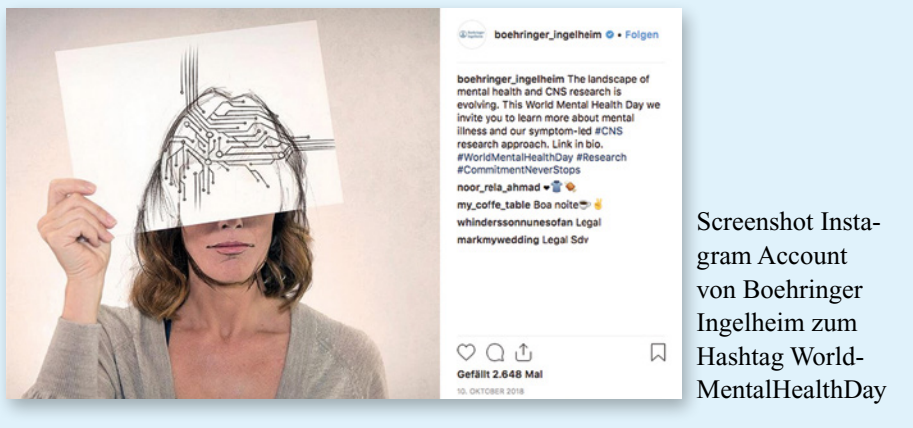 boehringer_ingelheim • Folgen
boehringer_ingelheim The landscape of
mental health and CNS research is
evolving. This World Mental Health Day we
invite you to learn more about mental
illness and our symptom-led #CNS
research approach. Link in bio.
#WorldMentalHealthDay #Research
#CommitmentNeverStops
noor_rela_ahmad
my_coffe_table Boa noite
whinderssonnunesofan Legal
markmywedding Legal Sdv
Gefällt 2.648 Mal
10. OKTOBER 2018
Screenshot Insta-
gram Account
von Boehringer
Ingelheim zum
Hashtag World-
MentalHealthDay